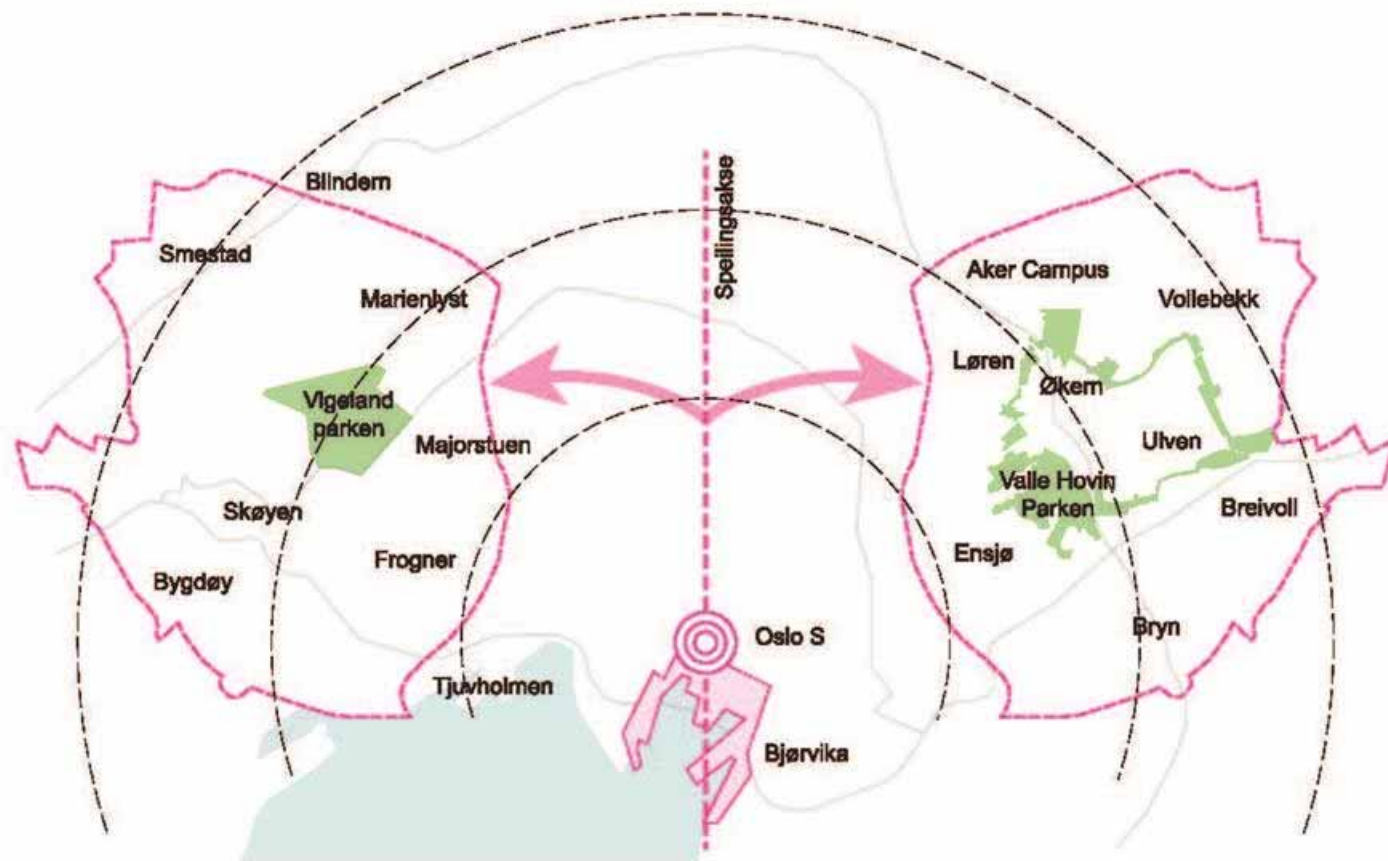 Blindern
Smestad
Marienlyst
Vigeland
parken
Majorstuen
Skøyen
Frogner
Bygdøy
Tjuvholmen
Speilingsakse
Oslo S
Bjørvika
Aker Campus
Vollebekk
Løren
Økern
Ulven
Valle Hovin
Parken
Breivoll
Ensjø
Bryn